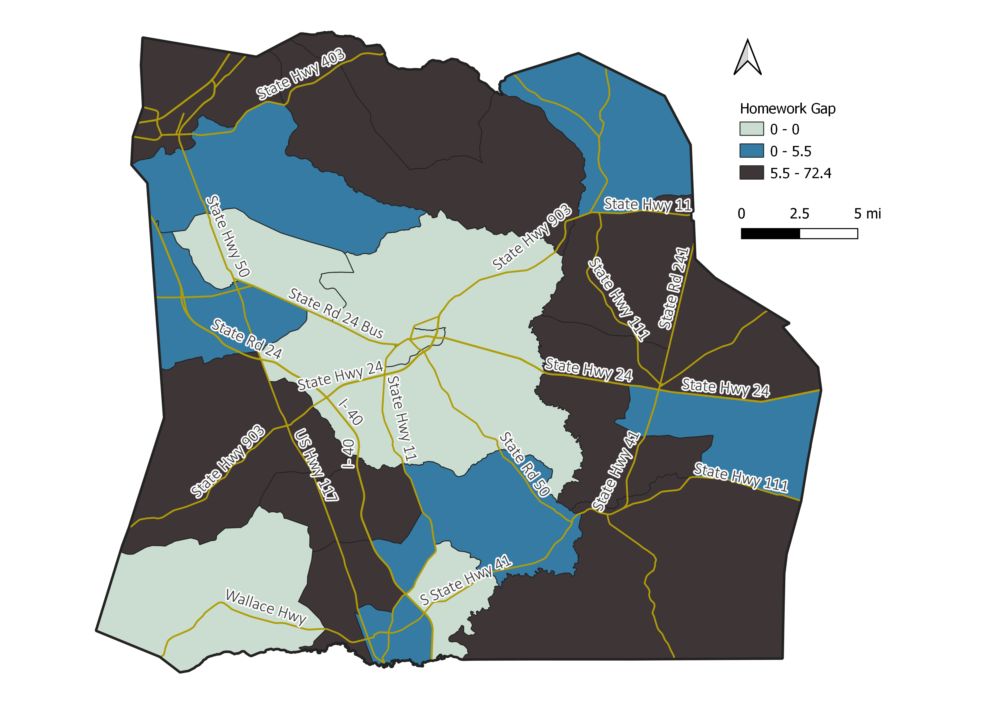 State Hwy 403
Homework Gap
0 - 0
0 - 5.5
5.5 - 72.4
0 2.5 5 mi
State Hwy 11
State Hwy 903
State Hwy 50
State Hwy 111
State Rd 241
State Rd 24 Bus
State Rd 24
State Hwy 24
State Hwy 24
State Hwy 24
State Hwy 11
I- 40
I- 40
State Hwy 903
US Hwy 117
State Rd 50
State Hwy 41
State Hwy 111
S State Hwy 41
Wallace Hwy